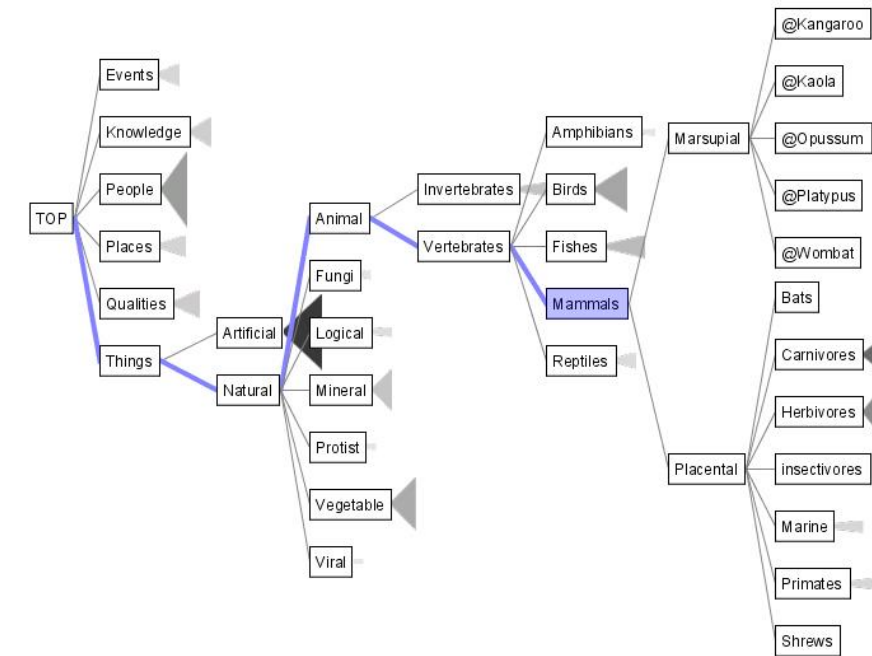 TOP
Events
Knowledge
People
Places
Qualities
Things
Artificial
Natural
Animal
Fungi
Logical
Mineral
Protist
Vegetable
Viral
Invertebrates
Vertebrates
Amphibians
Birds
Fishes
Mammals
Reptiles
Marsupial
Placental
@Kangaroo
@Kaola
@Opussum
@Platypus
@Wombat
Bats
Carnivores
Herbivores
insectivores
Marine
Primates
Shrews